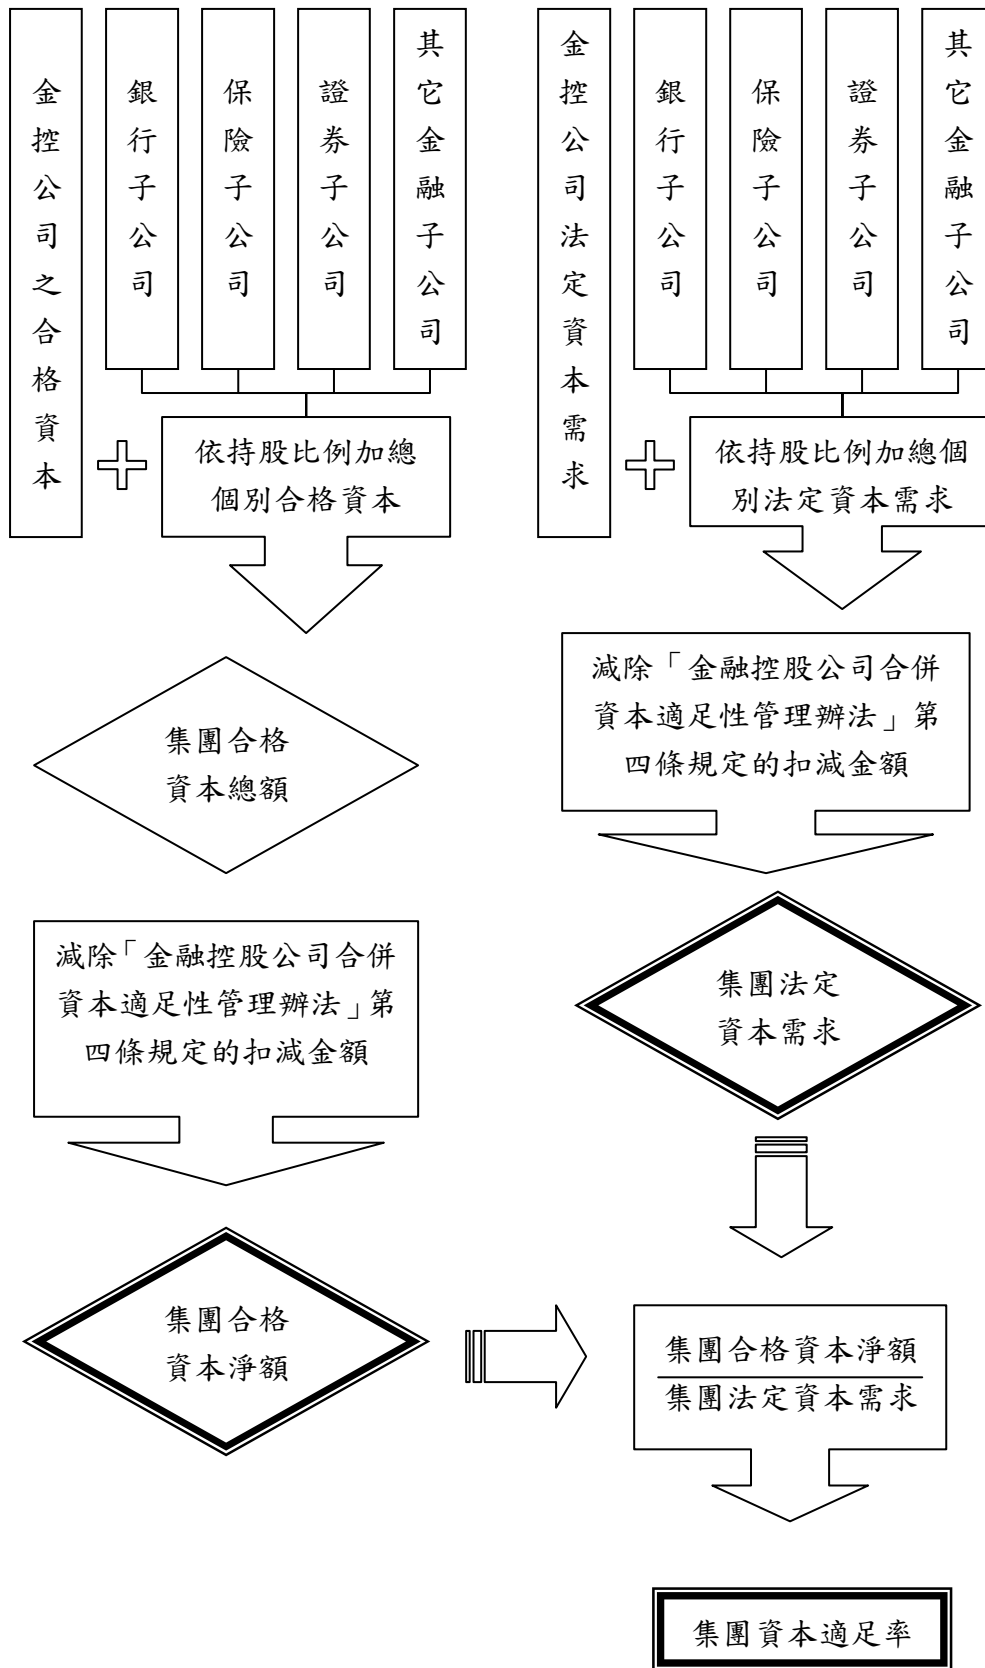 金控公司之合格資本
銀行子公司
保險子公司
證券子公司
其它金融子公司
依持股比例加總
個別合格資本
集團合格
資本總額
減除「金融控股公司合併
資本適足性管理辦法」第
四條規定的扣減金額
集團合格
資本淨額
金控公司法定資本需求
銀行子公司
保險子公司
證券子公司
其它金融子公司
依持股比例加總個
別法定資本需求
減除「金融控股公司合併
資本適足性管理辦法」第
四條規定的扣減金額
集團法定
資本需求
集團合格資本淨額
集團法定資本需求
集團資本適足率